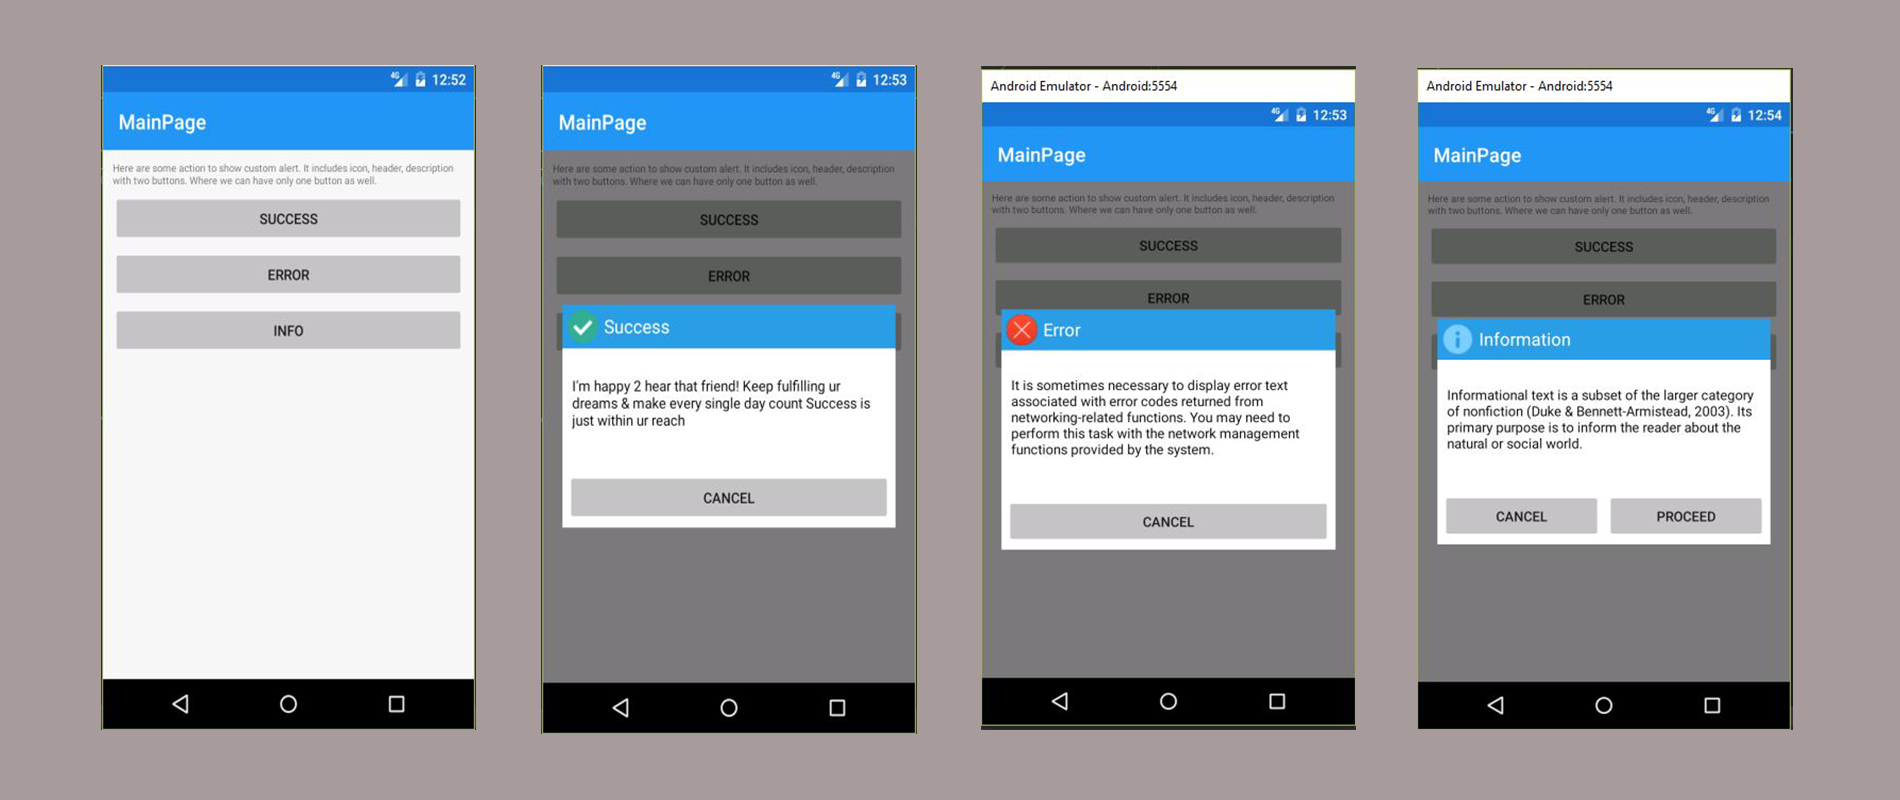 4G 12:52
MainPage
Here are some action to show custom alert. It includes icon, header, description
with two buttons. Where we can have only one button as well.
SUCCESS
ERROR
INFO
4G 12:53
MainPage
Here are some action to show custom alert. It includes icon, header, description
with two buttons. Where we can have only one button as well.
SUCCESS
ERROR
Success
I'm happy 2 hear that friend! Keep fulfilling ur
dreams & make every single day count Success is
just within ur reach
CANCEL
Android Emulator - Android:5554
4G 12:53
MainPage
Here are some action to show custom alert. It includes icon, header, description
with two buttons. Where we can have only one button as well.
SUCCESS
ERROR
Error
It is sometimes necessary to display error text
associated with error codes returned from
networking-related functions. You may need to
perform this task with the network management
functions provided by the system.
CANCEL
Android Emulator - Android:5554
4G 12:54
MainPage
Here are some action to show custom alert. It includes icon, header, description
with two buttons. Where we can have only one button as well.
SUCCESS
ERROR
Information
Informational text is a subset of the larger category
of nonfiction (Duke & Bennett-Armistead, 2003). Its
primary purpose is to inform the reader about the
natural or social world.
CANCEL PROCEED